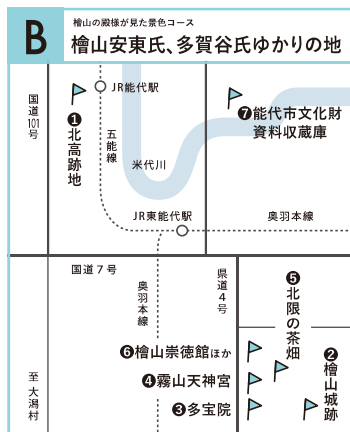 B
檜山の殿様が見た景色コース
檜山安東氏、多賀谷氏ゆかりの地
国道101号
❶北高跡地
JR能代駅
五能線
米代川
❼能代市文化財
資料収蔵庫
JR東能代駅
奥羽本線
国道7号
奥羽本線
県道4号
❺北限の茶畑
❻檜山崇徳館ほか
❹霧山天神宮
❸多宝院
❷檜山城跡
至 大潟村